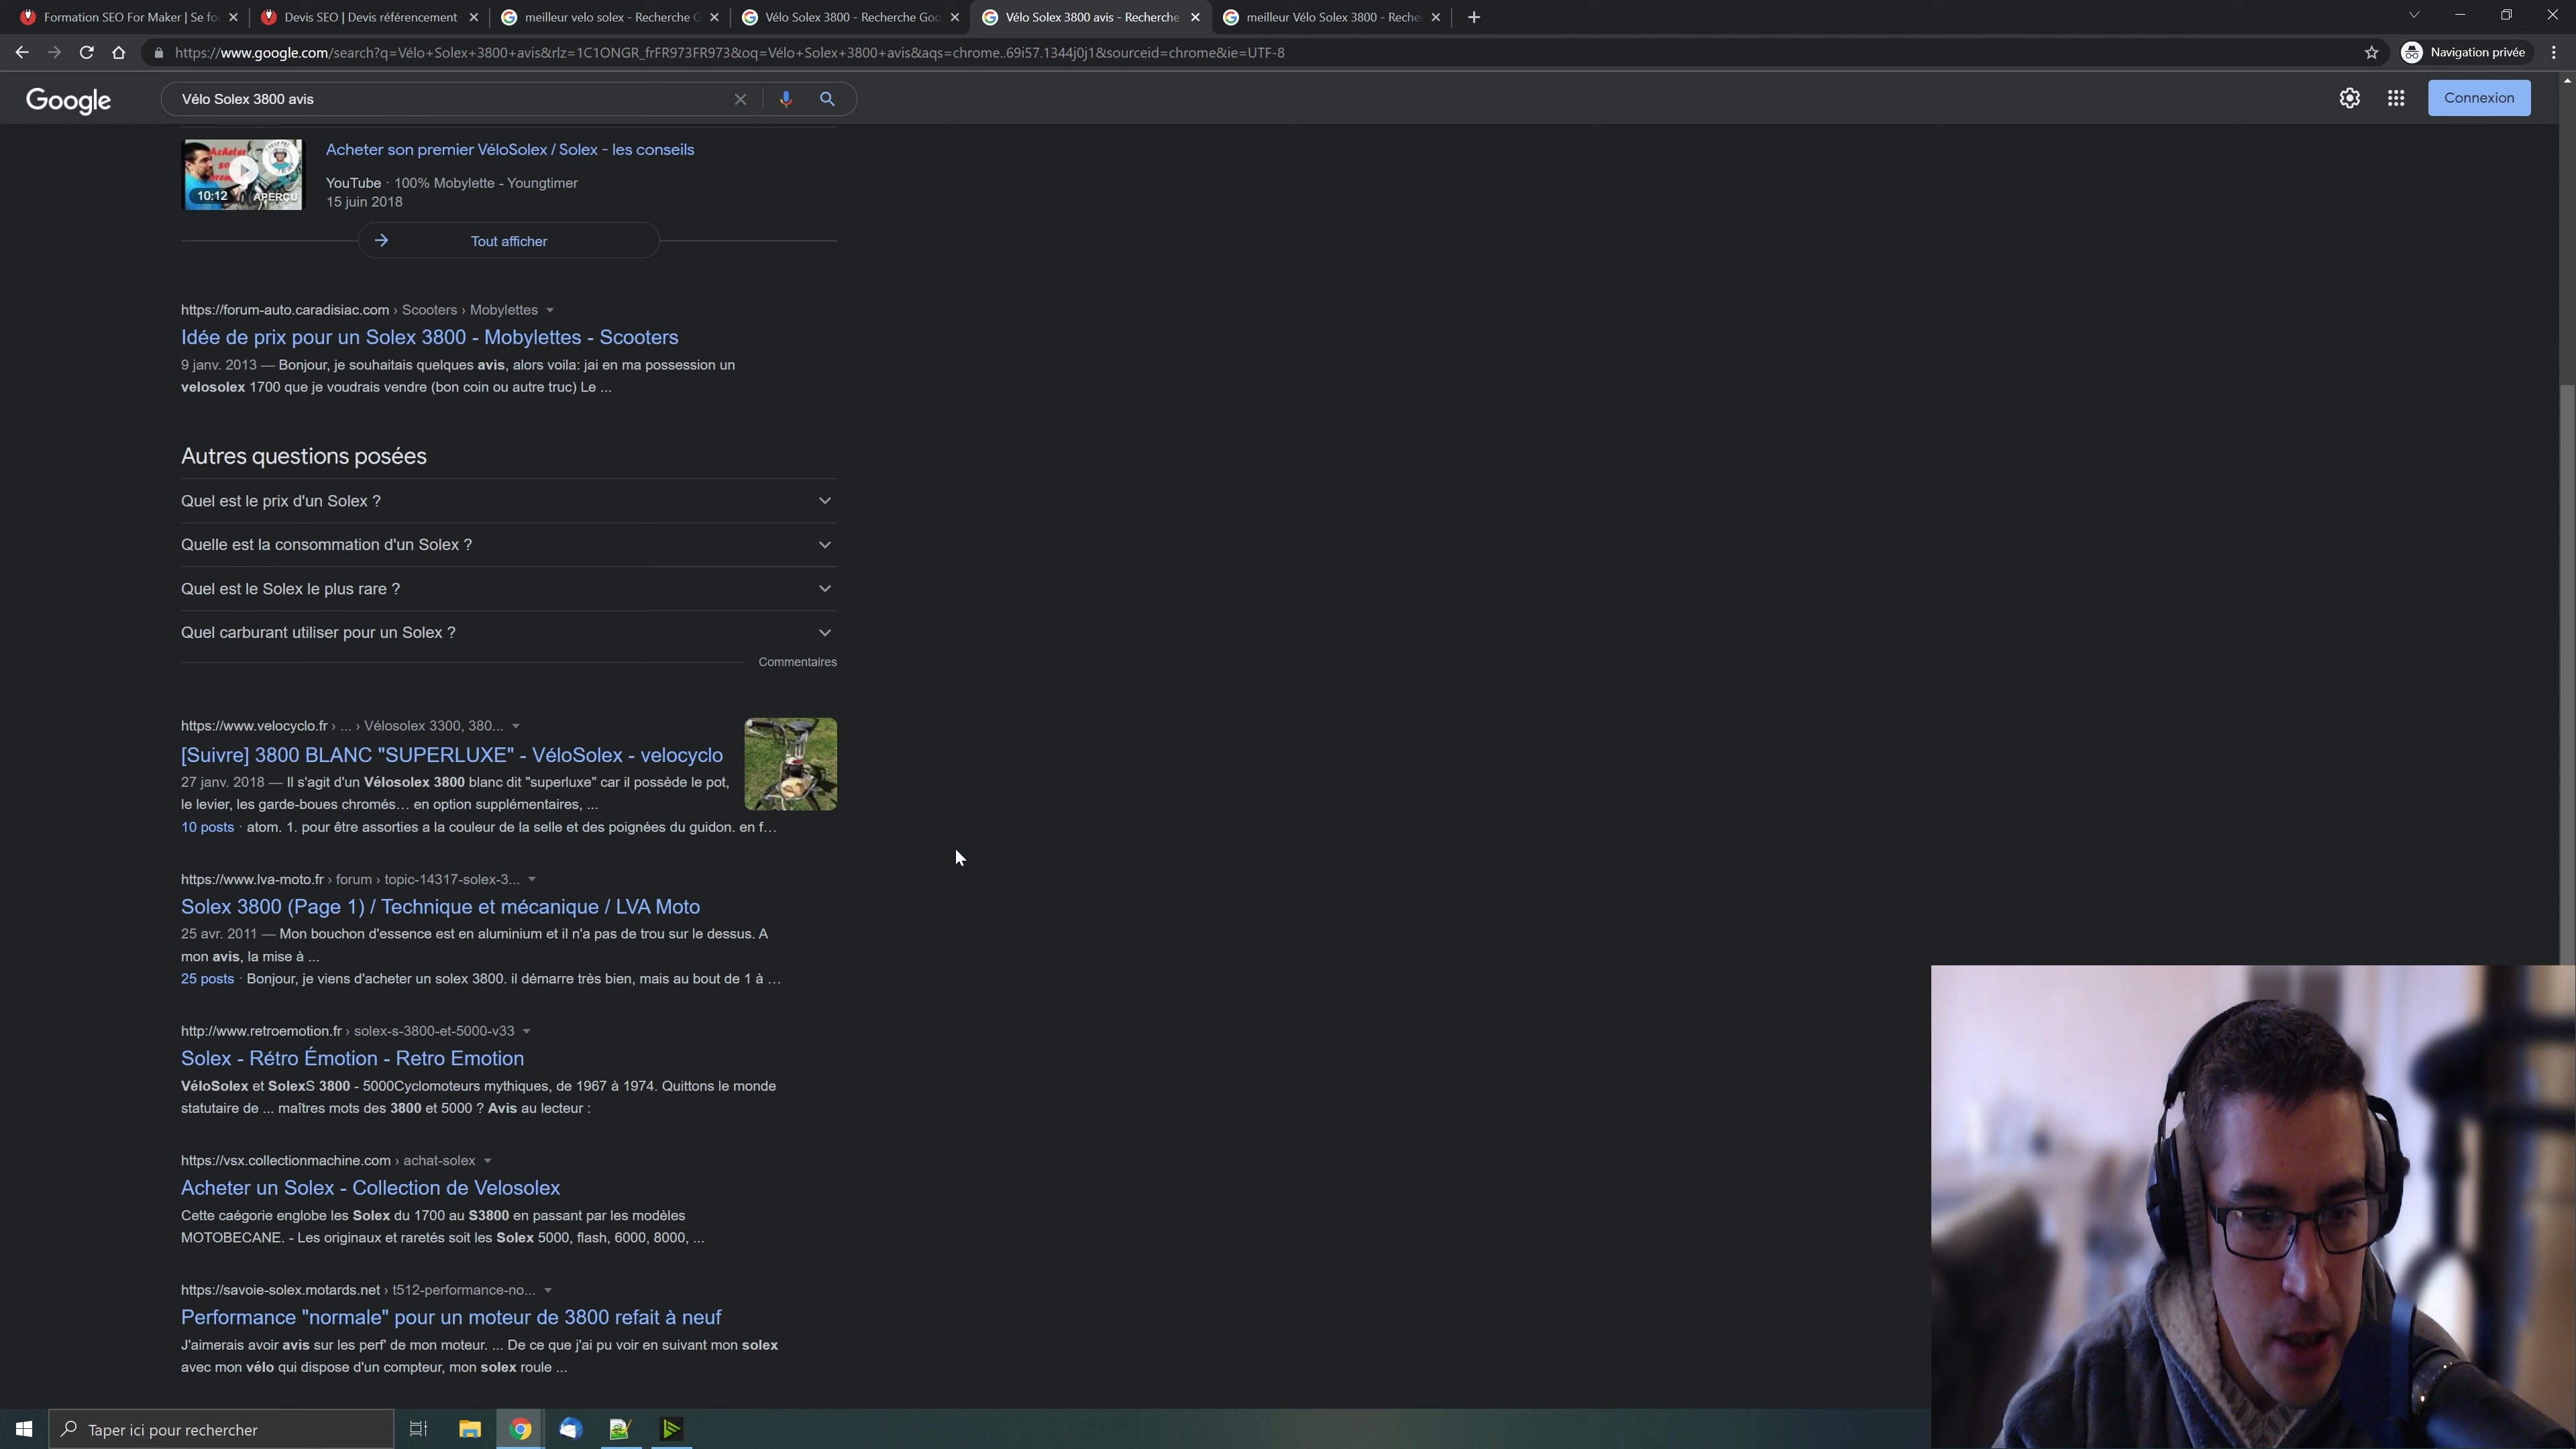 Formation SEO For Maker | Se fo
Devis SEO | Devis référencement
meilleur velo solex - Recherche G
Vélo Solex 3800 - Recherche Goo
Vélo Solex 3800 avis - Recherche
meilleur Vélo Solex 3800 - Reche
https://www.google.com/search?q=Vélo+Solex+3800+avis&rlz=1C1ONGR_frFR973FR973&oq=Vélo+Solex+3800+avis&aqs=chrome..69i57.1344j0j1&sourceid=chrome&ie=UTF-8
Navigation privée
Google
Vélo Solex 3800 avis
Connexion
10:12
APERÇU
Acheter son premier VéloSolex / Solex - les conseils
YouTube · 100% Mobylette - Youngtimer
15 juin 2018
Tout afficher
https://forum-auto.caradisiac.com › Scooters › Mobylettes
Idée de prix pour un Solex 3800 - Mobylettes - Scooters
9 janv. 2013 — Bonjour, je souhaitais quelques avis, alors voila: jai en ma possession un
velosolex 1700 que je voudrais vendre (bon coin ou autre truc) Le ...
Autres questions posées
Quel est le prix d'un Solex ?
Quelle est la consommation d'un Solex ?
Quel est le Solex le plus rare ?
Quel carburant utiliser pour un Solex ?
Commentaires
https://www.velocyclo.fr › ... › Vélosolex 3300, 380...
[Suivre] 3800 BLANC "SUPERLUXE" - VéloSolex - velocyclo
27 janv. 2018 — Il s'agit d'un Vélosolex 3800 blanc dit "superluxe" car il possède le pot,
le levier, les garde-boues chromés… en option supplémentaires, ...
10 posts · atom. 1. pour être assorties a la couleur de la selle et des poignées du guidon. en f...
https://www.lva-moto.fr › forum › topic-14317-solex-3...
Solex 3800 (Page 1) / Technique et mécanique / LVA Moto
25 avr. 2011 — Mon bouchon d'essence est en aluminium et il n'a pas de trou sur le dessus. A
mon avis, la mise à ...
25 posts · Bonjour, je viens d'acheter un solex 3800. il démarre très bien, mais au bout de 1 à ...
http://www.retroemotion.fr › solex-s-3800-et-5000-v33
Solex - Rétro Émotion - Retro Emotion
VéloSolex et SolexS 3800 - 5000Cyclomoteurs mythiques, de 1967 à 1974. Quittons le monde
statutaire de ... maîtres mots des 3800 et 5000 ? Avis au lecteur :
https://vsx.collectionmachine.com › achat-solex
Acheter un Solex - Collection de Velosolex
Cette caégorie englobe les Solex du 1700 au S3800 en passant par les modèles
MOTOBECANE. - Les originaux et raretés soit les Solex 5000, flash, 6000, 8000, ...
https://savoie-solex.motards.net › t512-performance-no...
Performance "normale" pour un moteur de 3800 refait à neuf
J'aimerais avoir avis sur les perf' de mon moteur. ... De ce que j'ai pu voir en suivant mon solex
avec mon vélo qui dispose d'un compteur, mon solex roule ...
Taper ici pour rechercher